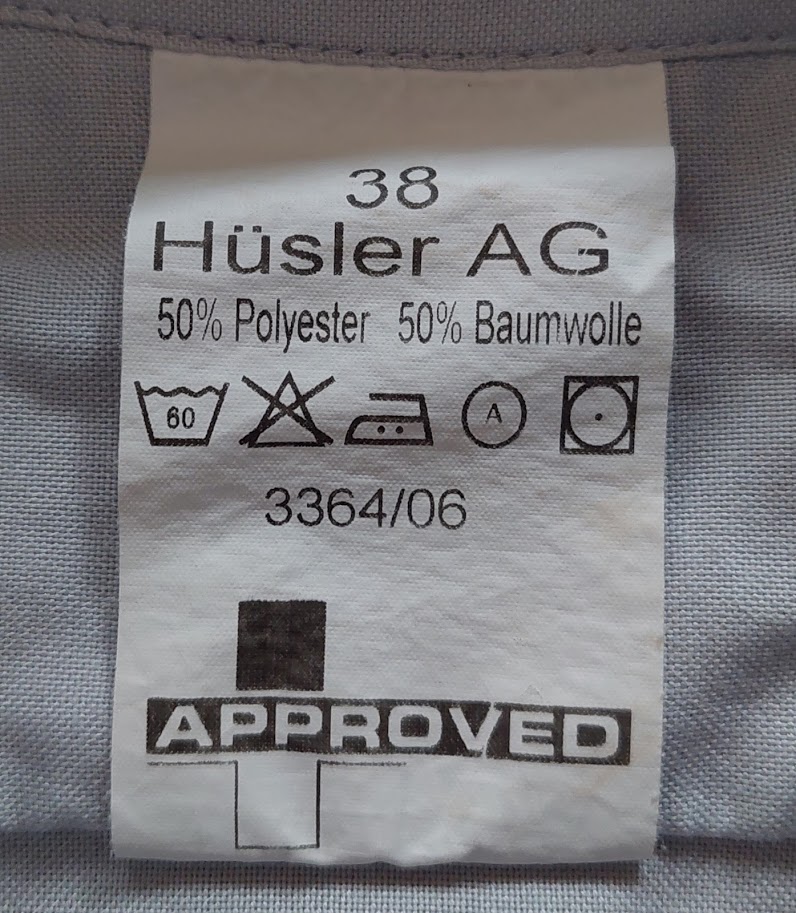 38
Hüsler AG
50% Polyester 50% Baumwolle
60 A
3364/06
APPROVED